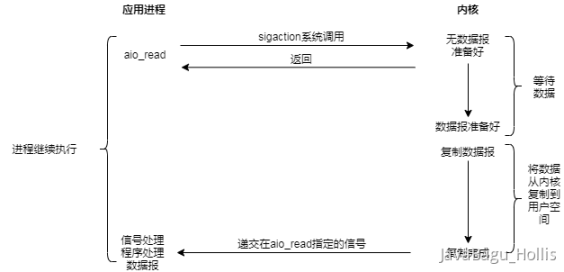 应用进程
内核
sigaction系统调用
aio_read
返回
无数据报
准备好
等待
数据
数据报准备好
进程继续执行
复制数据报
将数据
从内核
复制到
用户空
间
信号处理
程序处理
数据报
递交在aio_read指定的信号
复制完成
JavaBagu_Hollis